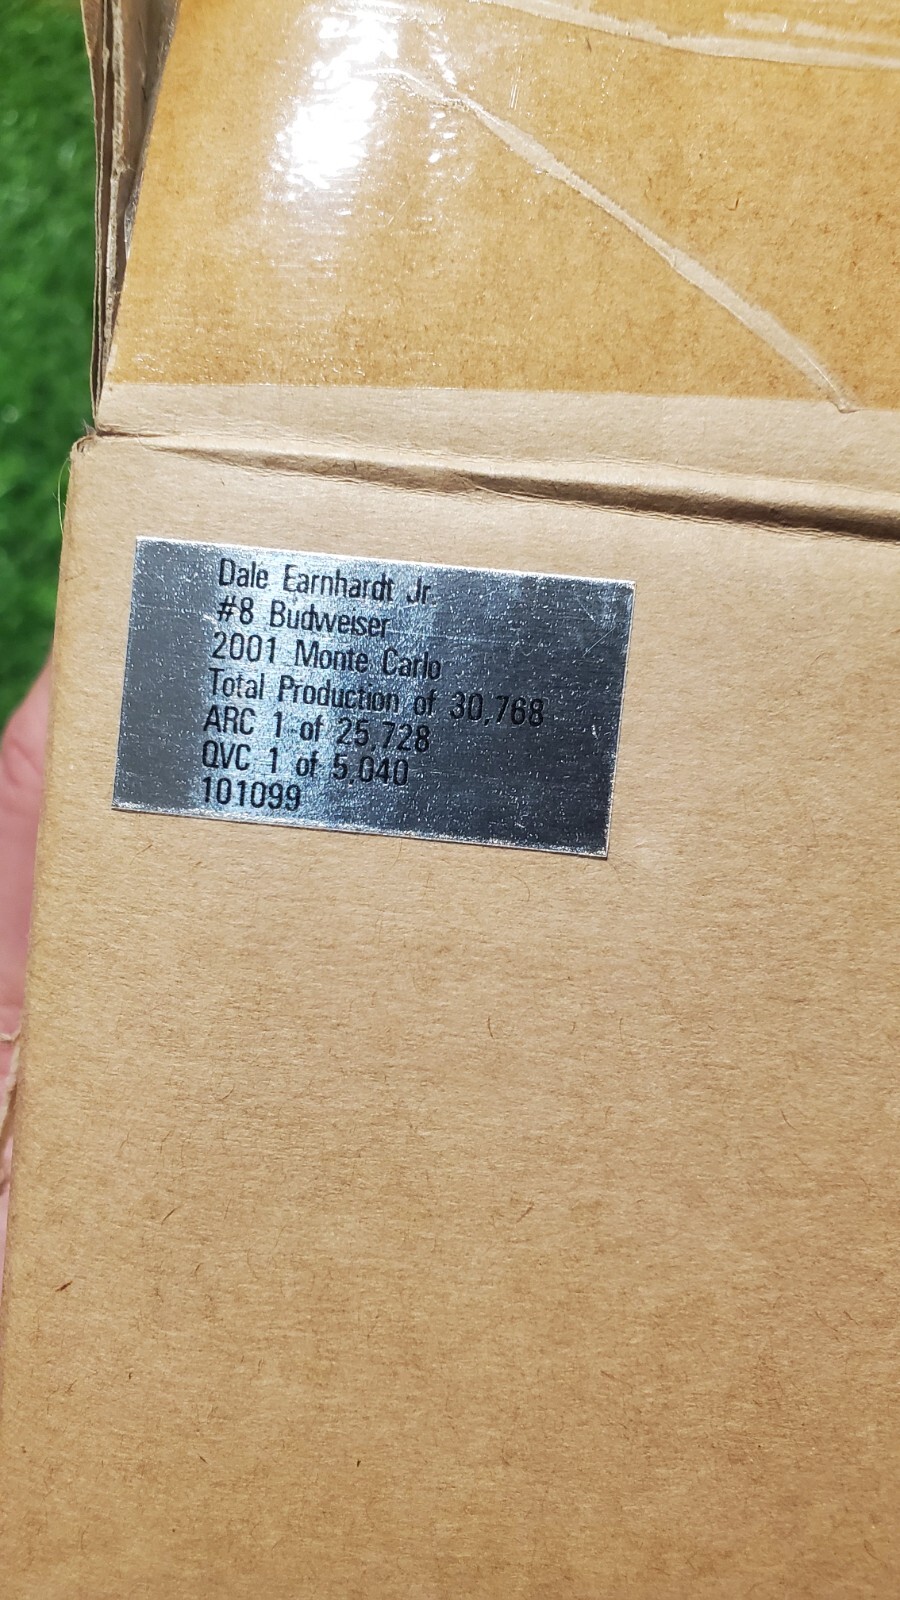 Dale Earnhardt Jr.
#8 Budweiser
2001 Monte Carlo
Total Production of 30,768
ARC 1 of 25,728
QVC 1 of 5,040
101099